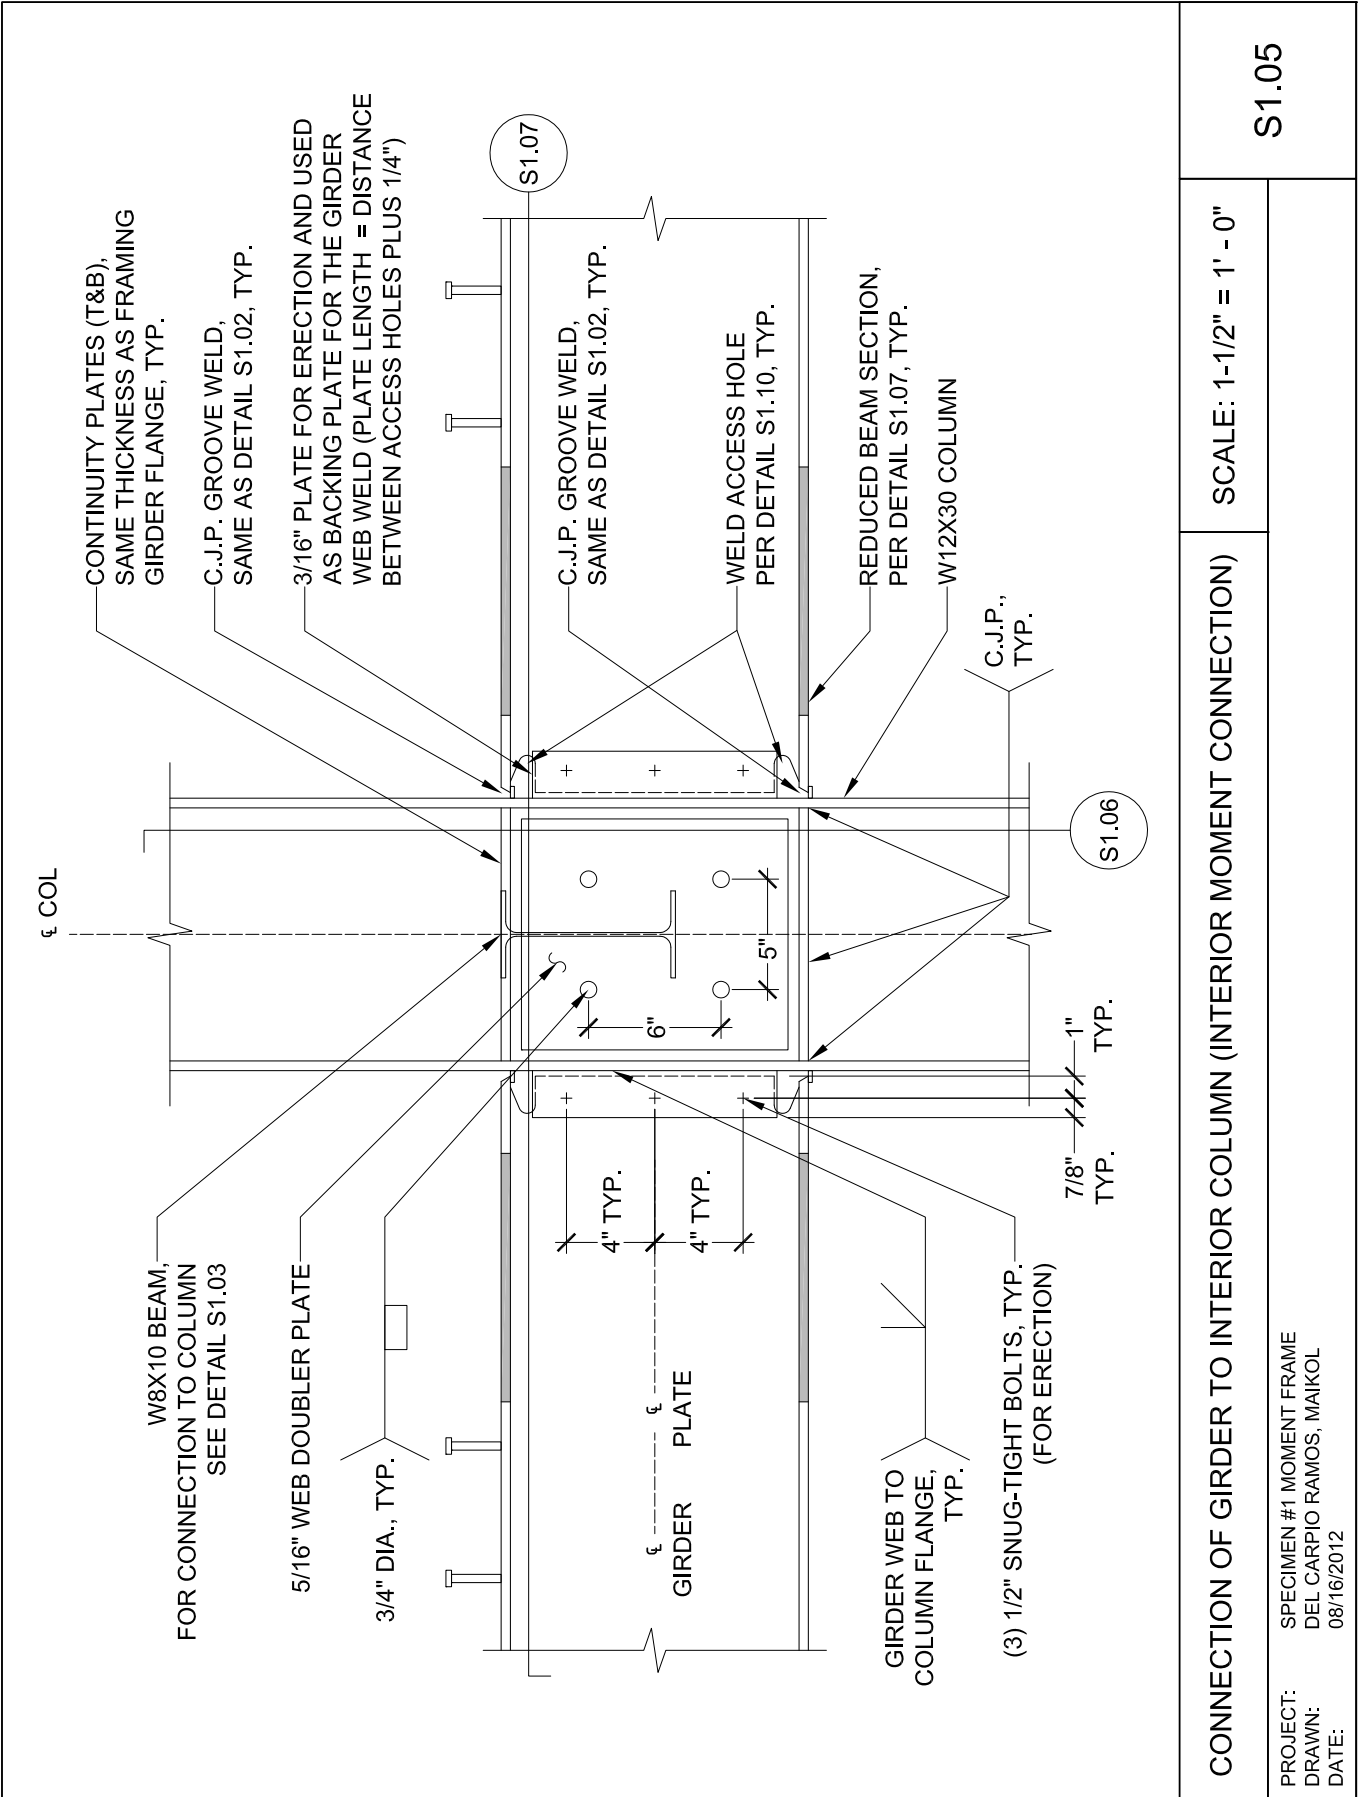 ℄ COL
W8X10 BEAM,
FOR CONNECTION TO COLUMN
SEE DETAIL S1.03
5/16" WEB DOUBLER PLATE
3/4" DIA., TYP.
CONTINUITY PLATES (T&B),
SAME THICKNESS AS FRAMING
GIRDER FLANGE, TYP.
C.J.P. GROOVE WELD,
SAME AS DETAIL S1.02, TYP.
3/16" PLATE FOR ERECTION AND USED
AS BACKING PLATE FOR THE GIRDER
WEB WELD (PLATE LENGTH = DISTANCE
BETWEEN ACCESS HOLES PLUS 1/4")
S1.07
C.J.P. GROOVE WELD,
SAME AS DETAIL S1.02, TYP.
WELD ACCESS HOLE
PER DETAIL S1.10, TYP.
REDUCED BEAM SECTION,
PER DETAIL S1.07, TYP.
W12X30 COLUMN
C.J.P.,
TYP.
S1.06
6"
5"
4" TYP.
4" TYP.
℄
GIRDER
℄
PLATE
GIRDER WEB TO
COLUMN FLANGE,
TYP.
(3) 1/2" SNUG-TIGHT BOLTS, TYP.
(FOR ERECTION)
7/8"
TYP.
1"
TYP.
CONNECTION OF GIRDER TO INTERIOR COLUMN (INTERIOR MOMENT CONNECTION)
SCALE: 1-1/2" = 1' - 0"
S1.05
PROJECT: SPECIMEN #1 MOMENT FRAME
DRAWN: DEL CARPIO RAMOS, MAIKOL
DATE: 08/16/2012